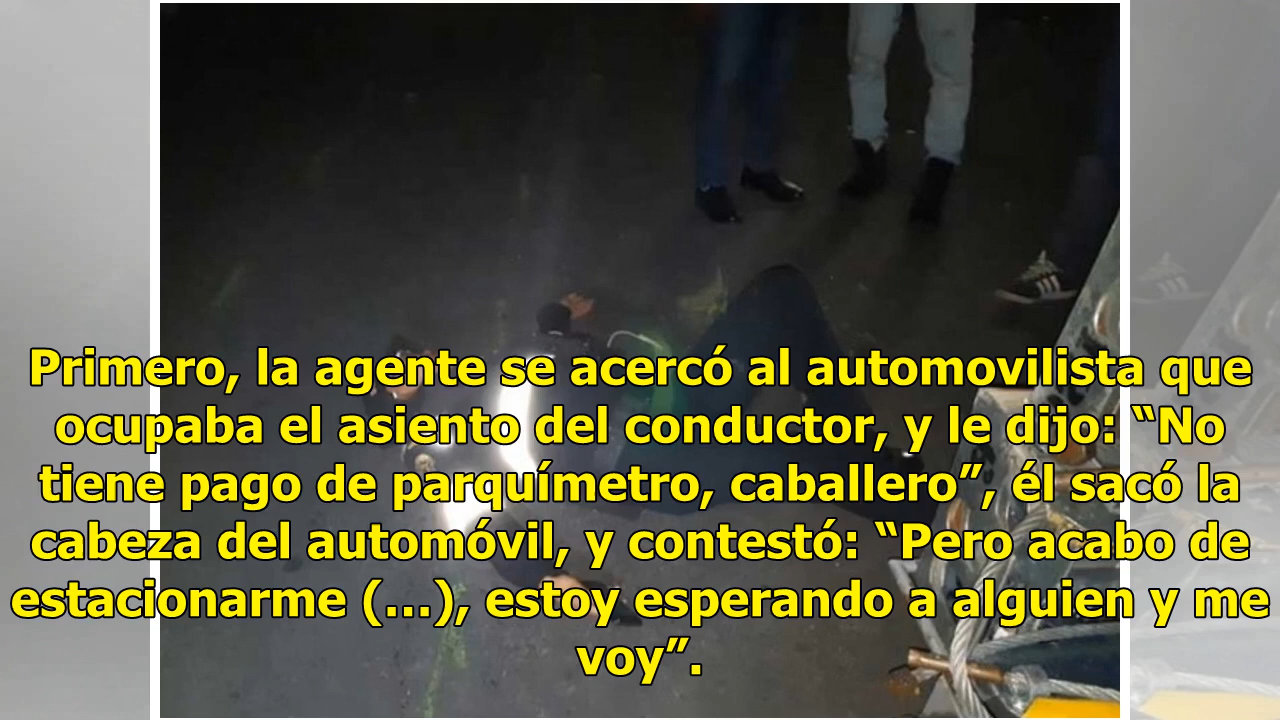 Primero, la agente se acercó al automovilista que
ocupaba el asiento del conductor, y le dijo: “No
tiene pago de parquímetro, caballero”, él sacó la
cabeza del automóvil, y contestó: “Pero acabo de
estacionarme (...), estoy esperando a alguien y me
voy”.